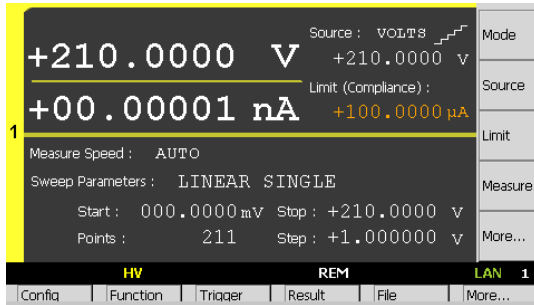 Source : VOLTS
+210.0000 V
+210.0000 V
Limit (Compliance) :
+00.00001 nA
+100.0000 µA
1
Measure Speed : AUTO
Sweep Parameters : LINEAR SINGLE
Start : 000.0000 mV Stop : +210.0000 V
Points : 211 Step : +1.000000 V
Mode
Source
Limit
Measure
More...
HV REM LAN 1
Config Function Trigger Result File More...